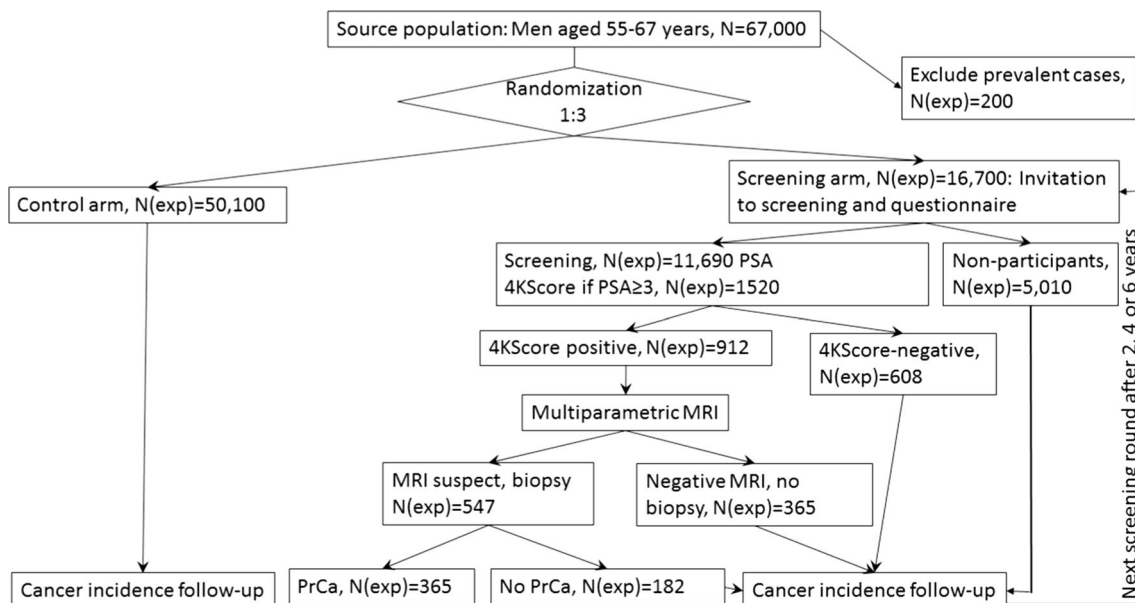 Source population: Men aged 55-67 years, N=67,000
Exclude prevalent cases,
N(exp)=200
Randomization
1:3
Control arm, N(exp)=50,100
Screening arm, N(exp)=16,700: Invitation
to screening and questionnaire
Screening, N(exp)=11,690 PSA
4KScore if PSA≥3, N(exp)=1520
Non-participants,
N(exp)=5,010
4KScore positive, N(exp)=912
4KScore-negative,
N(exp)=608
Multiparametric MRI
MRI suspect, biopsy
N(exp)=547
Negative MRI, no
biopsy, N(exp)=365
Cancer incidence follow-up
PrCa, N(exp)=365
No PrCa, N(exp)=182
Cancer incidence follow-up
Next screening round after 2, 4 or 6 years